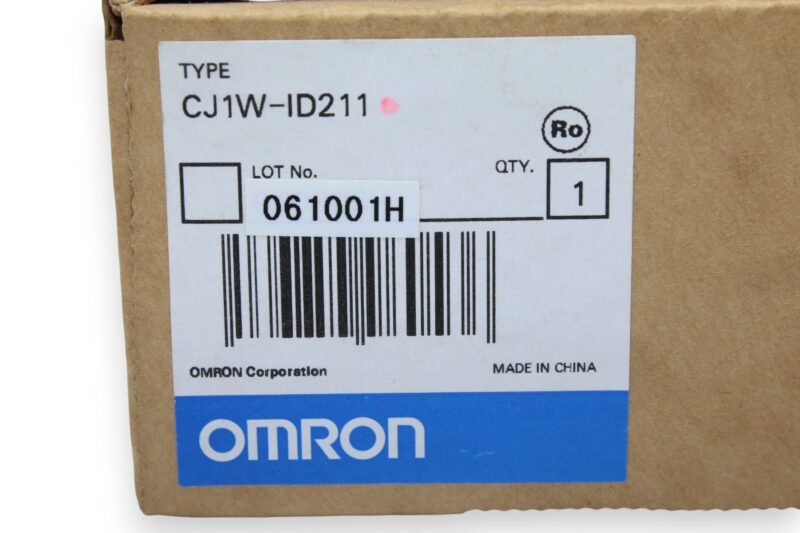 TYPE
CJ1W-ID211
Ro
LOT No.
QTY.
061001H
1
OMRON Corporation
MADE IN CHINA
OMRON